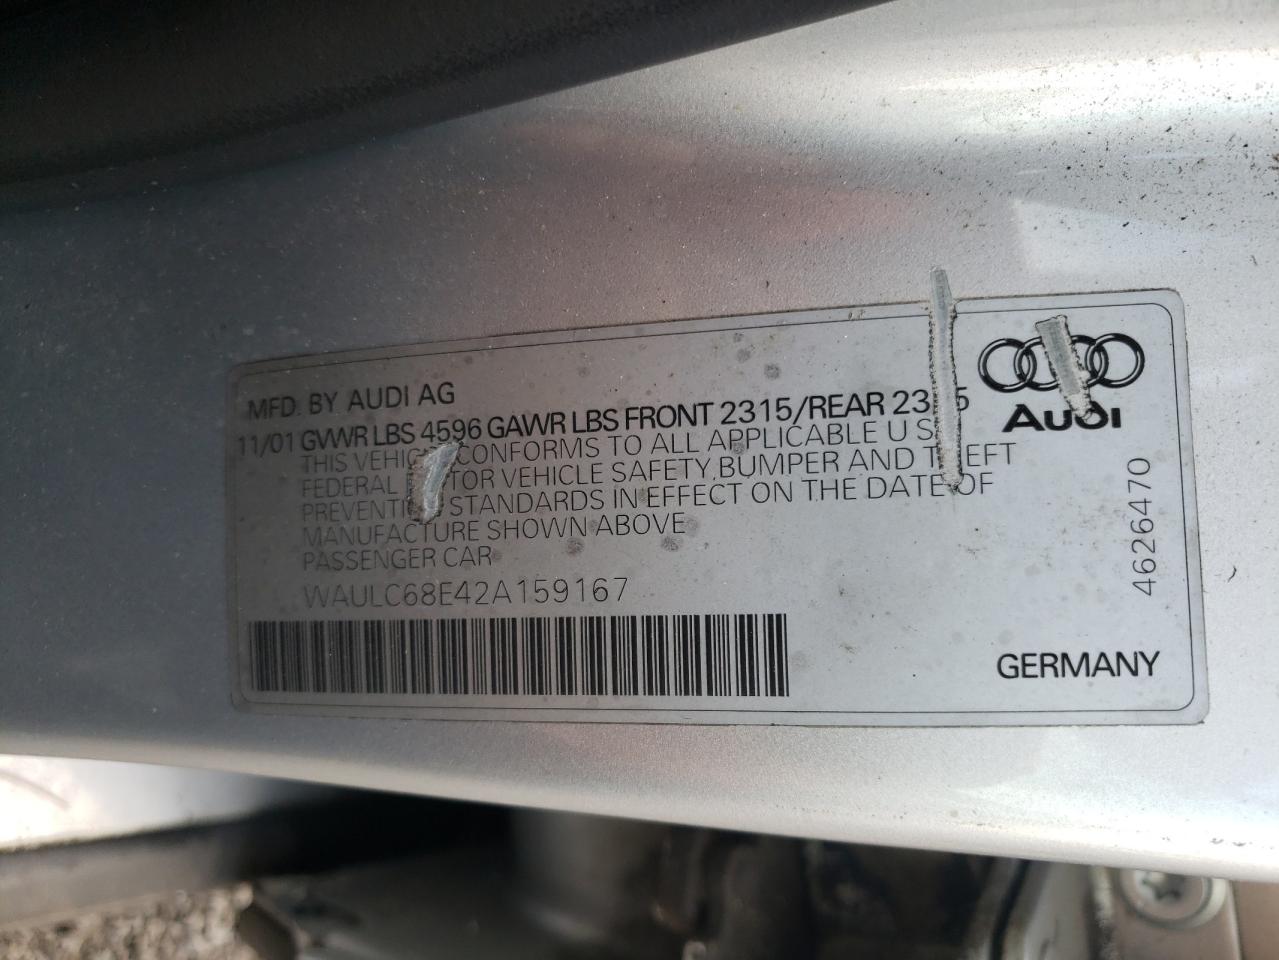 MFD. BY AUDI AG
11/01 GVWR LBS 4596 GAWR LBS FRONT 2315/REAR
THIS CONFORMS TO ALL APPLICABLE U S
FEDERAL VEHICLE SAFETY, BUMPER AND
STANDARDS IN EFFECT ON THE DATE OF
MANUFACTURE SHOWN ABOVE
PASSENGER CAR
WAULC68E42A159167
Audi
4626470
GERMANY